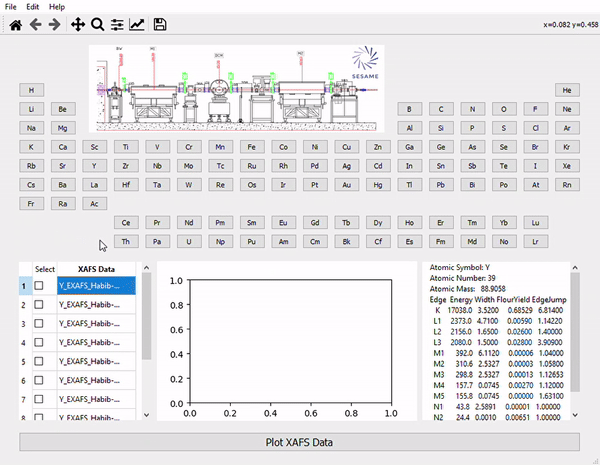 File Edit Help
x=0.082 y=0.458
BW M1 DCM M2
SESAME
H He
Li Be B C N O F Ne
Na Mg Al Si P S Cl Ar
K Ca Sc Ti V Cr Mn Fe Co Ni Cu Zn Ga Ge As Se Br Kr
Rb Sr Y Zr Nb Mo Tc Ru Rh Pd Ag Cd In Sn Sb Te I Xe
Cs Ba La Hf Ta W Re Os Ir Pt Au Hg Tl Pb Bi Po At Rn
Fr Ra Ac
Ce Pr Nd Pm Sm Eu Gd Tb Dy Ho Er Tm Yb Lu
Th Pa U Np Pu Am Cm Bk Cf Es Fm Md No Lr
Select XAFS Data
1 Y_EXAFS_Habib-...
2 Y_EXAFS_Habib-...
3 Y_EXAFS_Habib-...
4 Y_EXAFS_Habib-...
5 Y_EXAFS_Habib-...
6 Y_EXAFS_Habib-...
7 Y_EXAFS_Habib-...
8 Y_EXAFS_Habib-...
1.0
0.8
0.6
0.4
0.2
0.0
0.0 0.2 0.4 0.6 0.8 1.0
Atomic Symbol: Y
Atomic Number: 39
Atomic Mass: 88.9058
Edge Energy Width FlourYield EdgeJump
K 17038.0 3.5200 0.68529 6.81400
L1 2373.0 4.7100 0.00590 1.14220
L2 2156.0 1.6500 0.02600 1.40000
L3 2080.0 1.5000 0.02800 3.90900
M1 392.0 6.1120 0.00006 1.04000
M2 310.6 2.5327 0.00003 1.05800
M3 298.8 2.5327 0.00013 1.12653
M4 157.7 0.0745 0.00270 1.12000
M5 155.8 0.0745 0.00000 1.63100
N1 43.8 2.5891 0.00001 1.00000
N2 24.4 0.0010 0.00651 1.00000
Plot XAFS Data